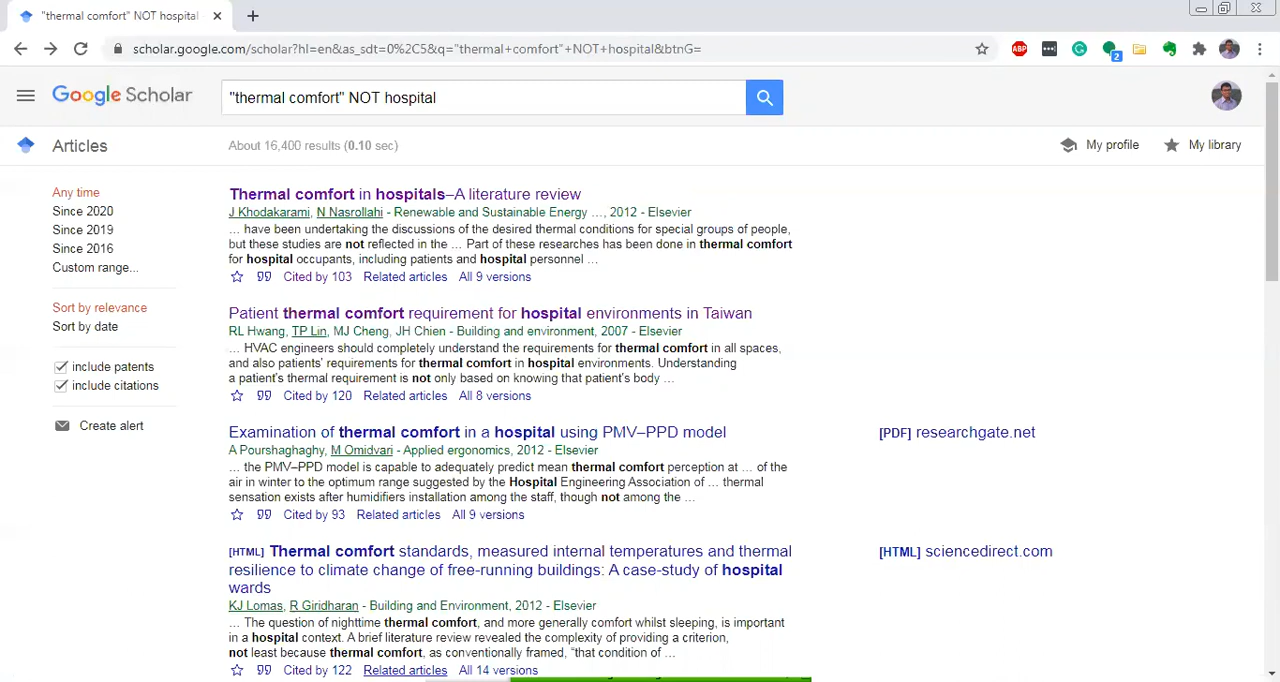 "thermal comfort" NOT hospital
scholar.google.com/scholar?hl=en&as_sdt=0%2C5&q="thermal+comfort"+NOT+hospital&btnG=
ABP
2
Google Scholar
"thermal comfort" NOT hospital
Articles
About 16,400 results (0.10 sec)
My profile
My library
Any time
Since 2020
Since 2019
Since 2016
Custom range...
Sort by relevance
Sort by date
include patents
include citations
Create alert
Thermal comfort in hospitals–A literature review
J Khodakarami, N Nasrollahi - Renewable and Sustainable Energy …, 2012 - Elsevier
… have been undertaking the discussions of the desired thermal conditions for special groups of people,
but these studies are not reflected in the … Part of these researches has been done in thermal comfort
for hospital occupants, including patients and hospital personnel …
Cited by 103 Related articles All 9 versions
Patient thermal comfort requirement for hospital environments in Taiwan
RL Hwang, TP Lin, MJ Cheng, JH Chien - Building and environment, 2007 - Elsevier
… HVAC engineers should completely understand the requirements for thermal comfort in all spaces,
and also patients' requirements for thermal comfort in hospital environments. Understanding
a patient's thermal requirement is not only based on knowing that patient's body …
Cited by 120 Related articles All 8 versions
Examination of thermal comfort in a hospital using PMV–PPD model
[PDF] researchgate.net
A Pourshaghaghy, M Omidvari - Applied ergonomics, 2012 - Elsevier
… the PMV–PPD model is capable to adequately predict mean thermal comfort perception at … of the
air in winter to the optimum range suggested by the Hospital Engineering Association of … thermal
sensation exists after humidifiers installation among the staff, though not among the …
Cited by 93 Related articles All 9 versions
[HTML] Thermal comfort standards, measured internal temperatures and thermal
resilience to climate change of free-running buildings: A case-study of hospital
wards
[HTML] sciencedirect.com
KJ Lomas, R Giridharan - Building and Environment, 2012 - Elsevier
… The question of nighttime thermal comfort, and more generally comfort whilst sleeping, is important
in a hospital context. A brief literature review revealed the complexity of providing a criterion,
not least because thermal comfort, as conventionally framed, "that condition of …
Cited by 122 Related articles All 14 versions